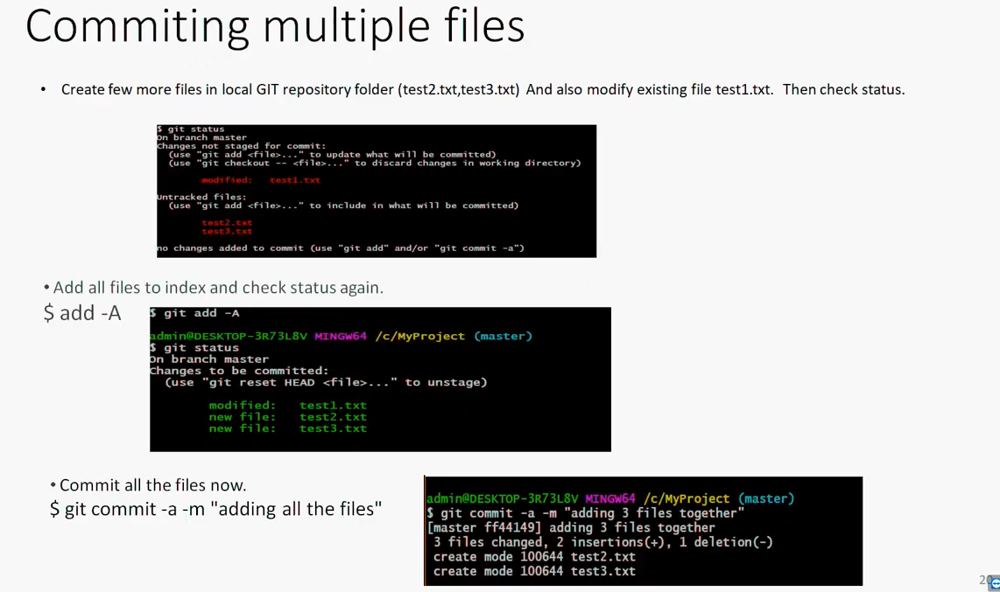 Commiting multiple files
• Create few more files in local GIT repository folder (test2.txt,test3.txt) And also modify existing file test1.txt. Then check status.
$ git status
On branch master
Changes not staged for commit:
(use "git add <file>..." to update what will be committed)
(use "git checkout -- <file>..." to discard changes in working directory)
modified: test1.txt
Untracked files:
(use "git add <file>..." to include in what will be committed)
test2.txt
test3.txt
no changes added to commit (use "git add" and/or "git commit -a")
• Add all files to index and check status again.
$ add -A
$ git add -A
admin@DESKTOP-3R73L8V MINGW64 /c/MyProject (master)
$ git status
On branch master
Changes to be committed:
(use "git reset HEAD <file>..." to unstage)
modified: test1.txt
new file: test2.txt
new file: test3.txt
• Commit all the files now.
$ git commit -a -m "adding all the files"
admin@DESKTOP-3R73L8V MINGW64 /c/MyProject (master)
$ git commit -a -m "adding 3 files together"
[master ff44149] adding 3 files together
3 files changed, 2 insertions(+), 1 deletion(-)
create mode 100644 test2.txt
create mode 100644 test3.txt